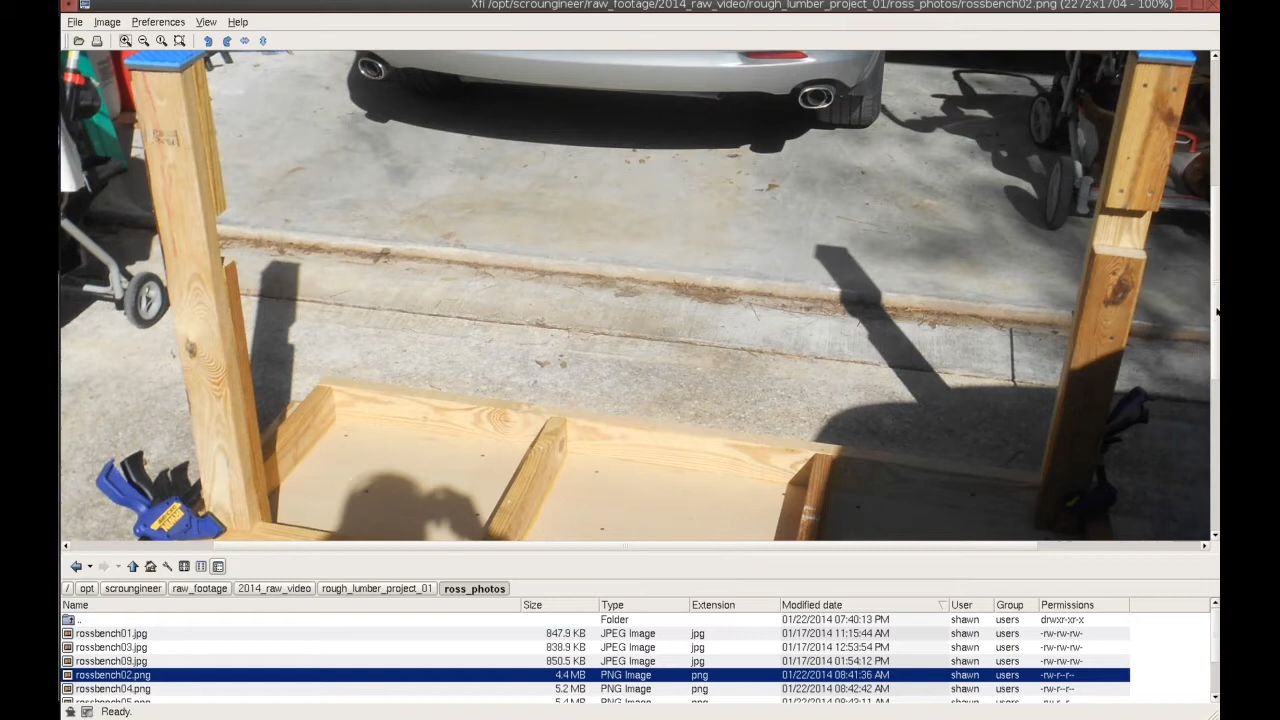 Xfi /opt/scroungineer/raw_footage/2014_raw_video/rough_lumber_project_01/ross_photos/rossbench02.png (2272x1704 - 100%)
File Image Preferences View Help
/ opt scroungineer raw_footage 2014_raw_video rough_lumber_project_01 ross_photos
Name Size Type Extension Modified date User Group Permissions
.. Folder 01/22/2014 07:40:13 PM shawn users drwxr-xr-x
rossbench01.jpg 847.9 KB JPEG Image jpg 01/17/2014 11:15:44 AM shawn users -rw-rw-rw-
rossbench03.jpg 838.9 KB JPEG Image jpg 01/17/2014 12:53:54 PM shawn users -rw-rw-rw-
rossbench09.jpg 850.5 KB JPEG Image jpg 01/17/2014 01:54:12 PM shawn users -rw-rw-rw-
rossbench02.png 4.4 MB PNG Image png 01/22/2014 08:41:36 AM shawn users -rw-r--r--
rossbench04.png 5.2 MB PNG Image png 01/22/2014 08:42:42 AM shawn users -rw-r--r--
Ready.